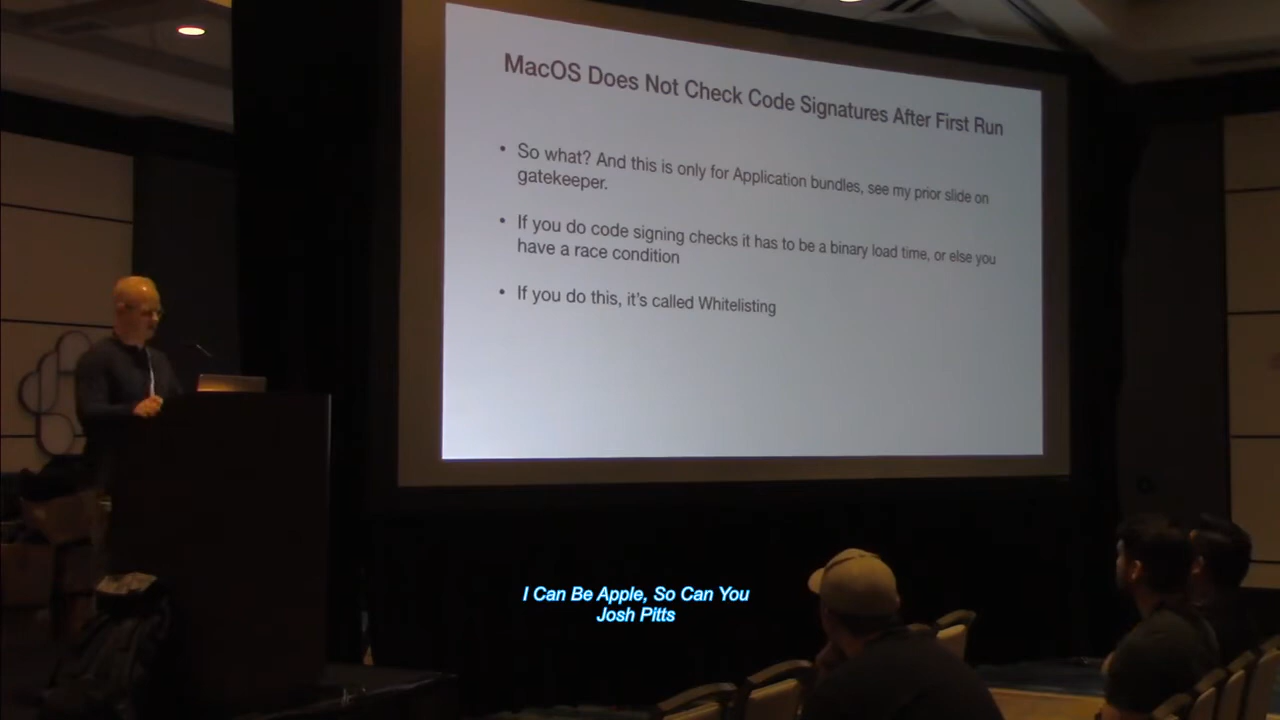 MacOS Does Not Check Code Signatures After First Run
• So what? And this is only for Application bundles, see my prior slide on
gatekeeper.
• If you do code signing checks it has to be a binary load time, or else you
have a race condition
• If you do this, it's called Whitelisting
I Can Be Apple, So Can You
Josh Pitts